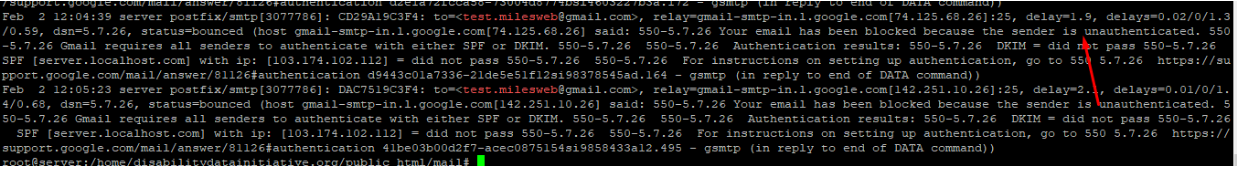 /support.google.com/mail/answer/81126#authentication
- gsmtp (in reply to end of DATA command))
Feb  2 12:04:39 server postfix/smtp[3077786]: CD29A19C3F4: to=<test.milesweb@gmail.com>, relay=gmail-smtp-in.l.google.com[74.125.68.26]:25, delay=1.9, delays=0.02/0/1.3
/0.59, dsn=5.7.26, status=bounced (host gmail-smtp-in.l.google.com[74.125.68.26] said: 550-5.7.26 Your email has been blocked because the sender is unauthenticated. 550
-5.7.26 Gmail requires all senders to authenticate with either SPF or DKIM. 550-5.7.26  550-5.7.26  Authentication results: 550-5.7.26  DKIM = did not pass 550-5.7.26
SPF [server.localhost.com] with ip: [103.174.102.112] = did not pass 550-5.7.26  550-5.7.26  For instructions on setting up authentication, go to 550 5.7.26  https://su
pport.google.com/mail/answer/81126#authentication d9443c01a7336-21de5e51f12si98378545ad.164 - gsmtp (in reply to end of DATA command))
Feb  2 12:05:23 server postfix/smtp[3077786]: DAC7519C3F4: to=<test.milesweb@gmail.com>, relay=gmail-smtp-in.l.google.com[142.251.10.26]:25, delays=0.01/0/1.
4/0.68, dsn=5.7.26, status=bounced (host gmail-smtp-in.l.google.com[142.251.10.26] said: 550-5.7.26 Your email has been blocked because the sender is unauthenticated. 5
50-5.7.26 Gmail requires all senders to authenticate with either SPF or DKIM. 550-5.7.26  550-5.7.26  Authentication results: 550-5.7.26  DKIM = did not pass 550-5.7.26
  SPF [server.localhost.com] with ip: [103.174.102.112] = did not pass 550-5.7.26  550-5.7.26  For instructions on setting up authentication, go to 550 5.7.26  https://
support.google.com/mail/answer/81126#authentication 41be03b00d2f7-acec0875154si9858433a12.495 - gsmtp (in reply to end of DATA command))
root@server:/home/disabilitydatainitiative.org/public_html/mail#